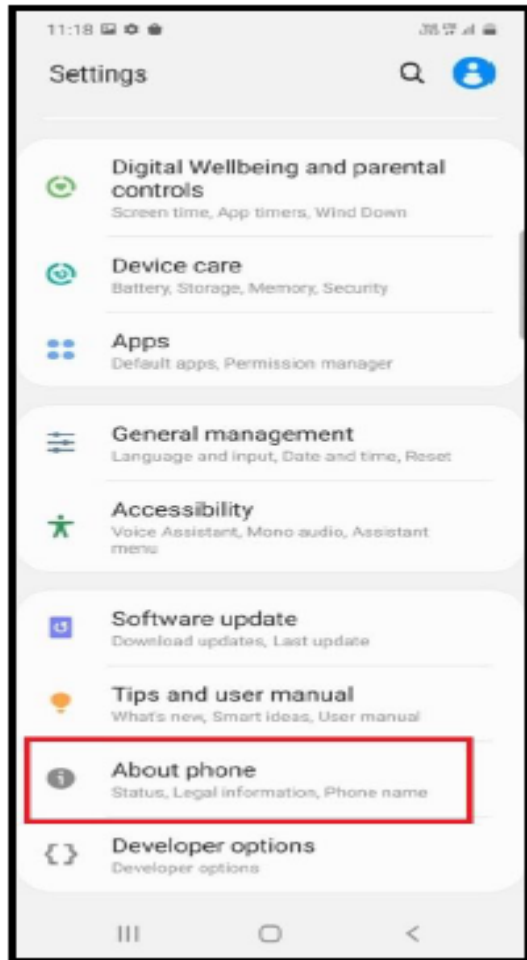 11:18
Settings
Digital Wellbeing and parental
controls
Screen time, App timers, Wind Down
Device care
Battery, Storage, Memory, Security
Apps
Default apps, Permission manager
General management
Language and input, Date and time, Reset
Accessibility
Voice Assistant, Mono audio, Assistant
menu
Software update
Download updates, Last update
Tips and user manual
What's new, Smart ideas, User manual
About phone
Status, Legal information, Phone name
Developer options
Developer options